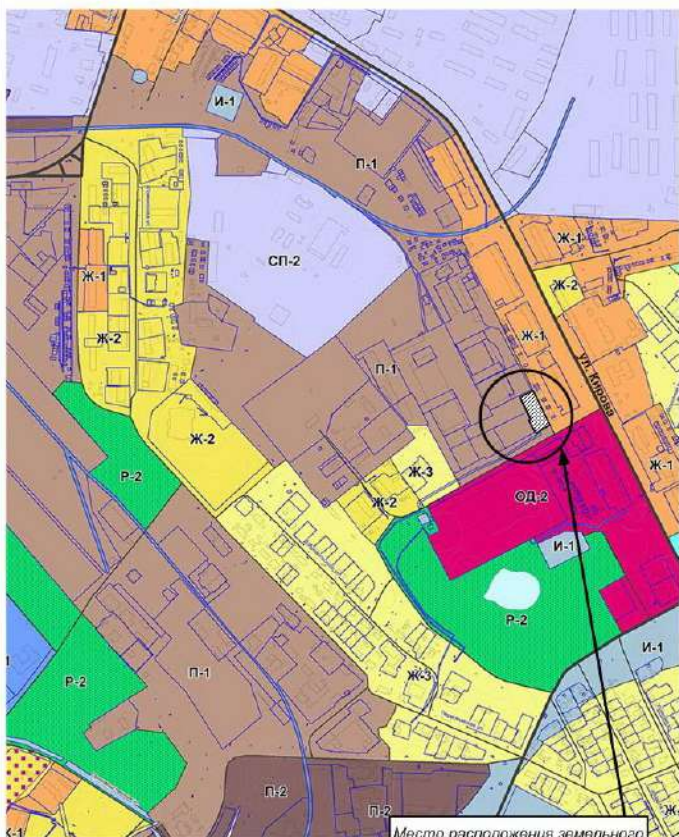 И-1
П-1
Ж-1
СП-2
Ж-1
Ж-2
Ж-2
Ж-1
ул. Кирова
П-1
Ж-2
Ж-3
Ж-1
Р-2
Ж-2
ОД-2
И-1
Р-2
И-1
Р-2
П-1
Ж-3
П-2
П-2
Место расположения земельного